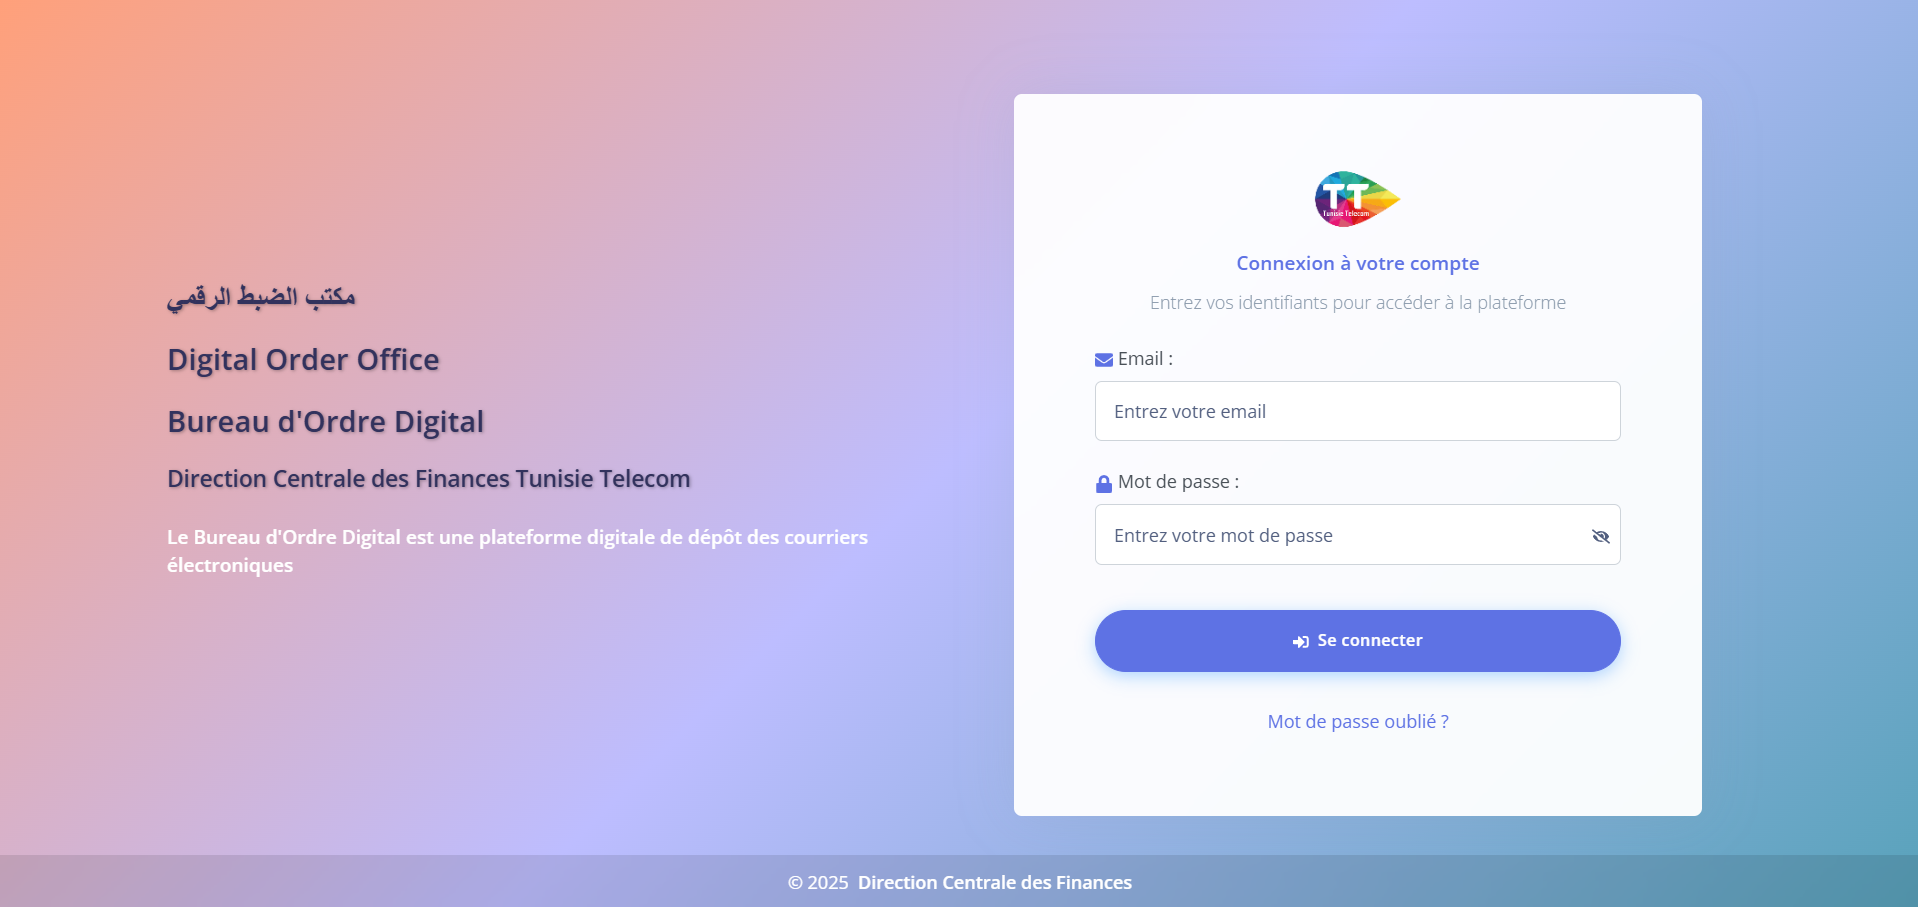 مكتب الضبط الرقمي
Digital Order Office
Bureau d'Ordre Digital
Direction Centrale des Finances Tunisie Telecom
Le Bureau d'Ordre Digital est une plateforme digitale de dépôt des courriers
électroniques
TT
Tunisie Telecom
Connexion à votre compte
Entrez vos identifiants pour accéder à la plateforme
Email :
Entrez votre email
Mot de passe :
Entrez votre mot de passe
Se connecter
Mot de passe oublié ?
© 2025 Direction Centrale des Finances